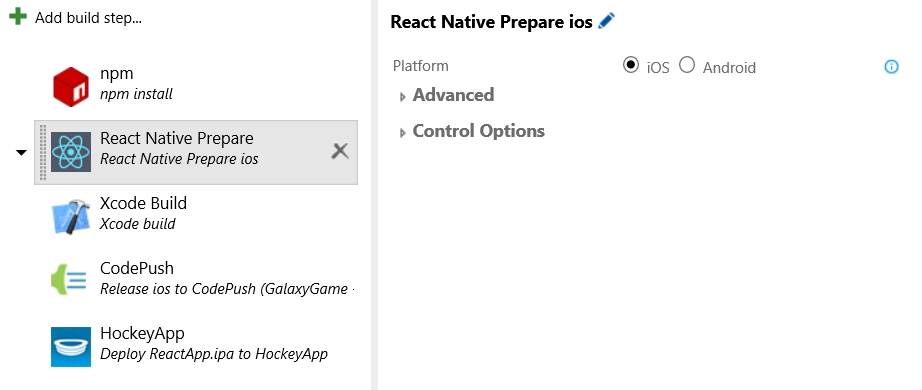 Add build step...
npm
npm install
React Native Prepare
React Native Prepare ios
Xcode Build
Xcode build
CodePush
Release ios to CodePush (GalaxyGame -
HockeyApp
Deploy ReactApp.ipa to HockeyApp
React Native Prepare ios
Platform iOS Android
Advanced
Control Options